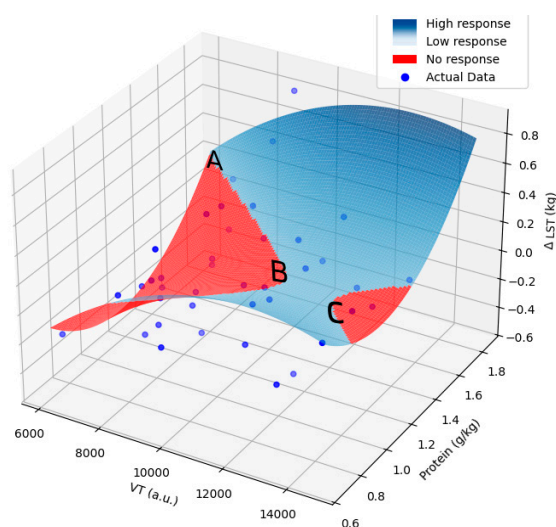 High response
Low response
No response
Actual Data
A
B
C
0.8
0.6
0.4
0.2
0.0
−0.2
−0.4
−0.6
Δ LST (kg)
1.8
1.6
1.4
1.2
1.0
0.8
0.6
Protein (g/kg)
6000
8000
10000
12000
14000
VT (a.u.)